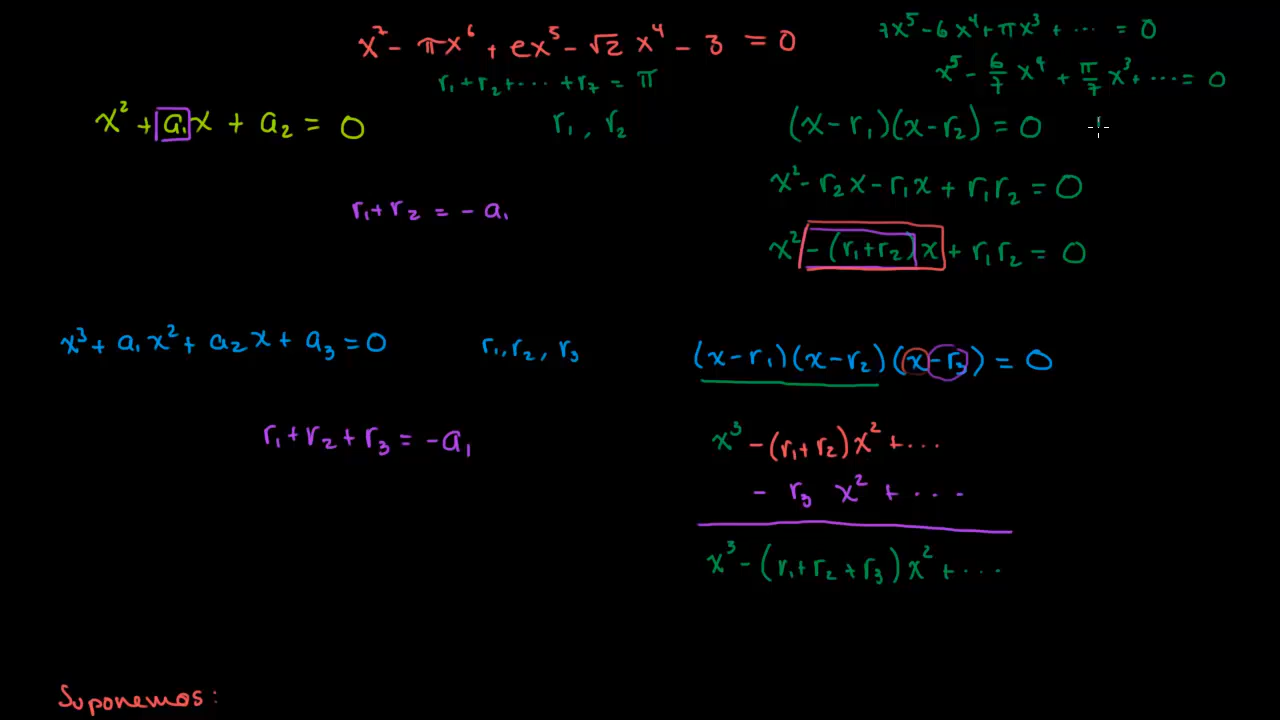 x⁷ - πx⁶ + ex⁵ - √2 x⁴ - 3 = 0
r₁ + r₂ + ··· + r₇ = π
7x⁵ - 6x⁴ + πx³ + ··· = 0
x⁵ - 6/7 x⁴ + π/7 x³ + ··· = 0
x² + a₁x + a₂ = 0
r₁, r₂
(x - r₁)(x - r₂) = 0
x² - r₂x - r₁x + r₁r₂ = 0
r₁ + r₂ = - a₁
x² - (r₁ + r₂)x + r₁r₂ = 0
x³ + a₁x² + a₂x + a₃ = 0
r₁, r₂, r₃
(x - r₁)(x - r₂)(x - r₃) = 0
r₁ + r₂ + r₃ = - a₁
x³ - (r₁ + r₂)x² + ···
- r₃ x² + ····
x³ - (r₁ + r₂ + r₃)x² + ····
Suponemos: